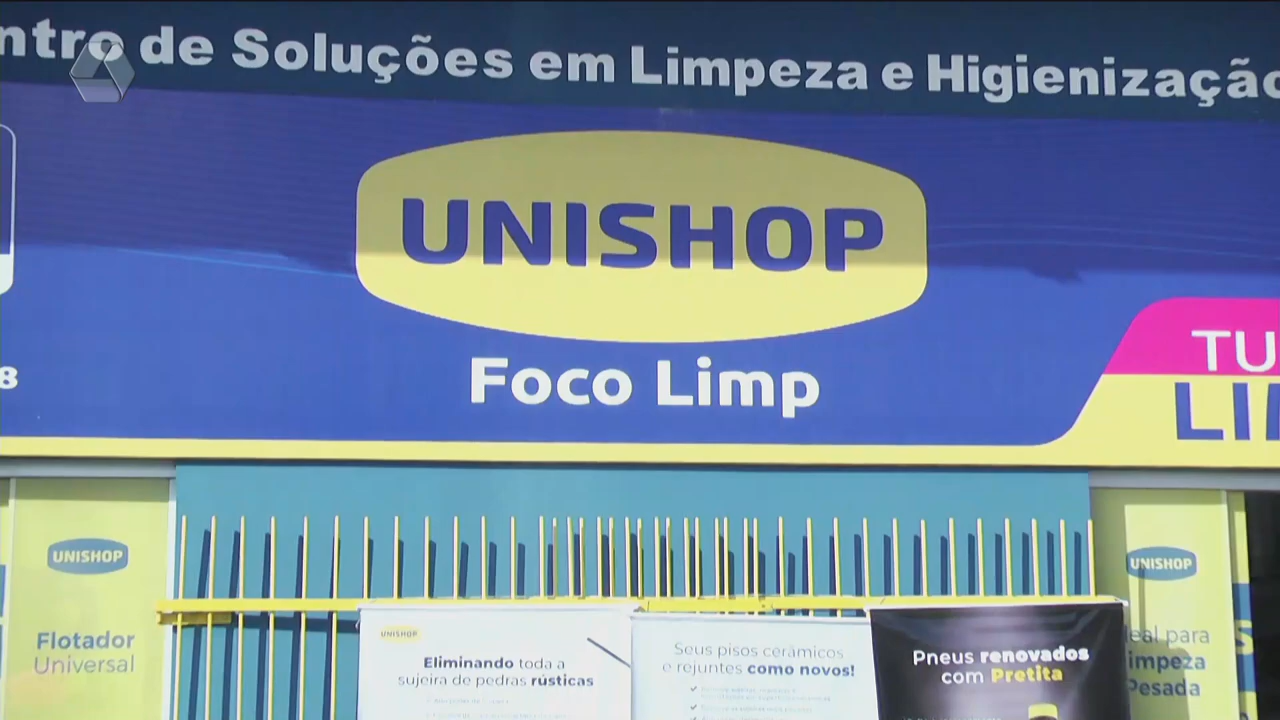 ntro de Soluções em Limpeza e Higienização
UNISHOP
Foco Limp
8
TU
LI
UNISHOP
Flotador
Universal
UNISHOP
Eliminando toda a
sujeira de pedras rústicas
Seus pisos cerâmicos
e rejuntes como novos!
Pneus renovados
com Pretita
UNISHOP
eal para
impeza
Pesada